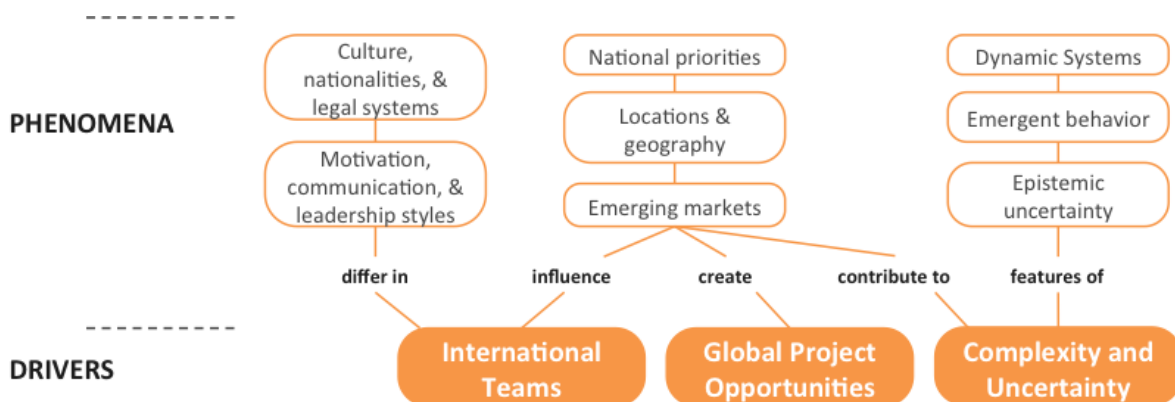 Culture,
nationalities, &
legal systems
National priorities
Dynamic Systems
PHENOMENA
Locations &
geography
Emergent behavior
Motivation,
communication, &
leadership styles
Emerging markets
Epistemic
uncertainty
differ in
influence
create
contribute to
features of
DRIVERS
International
Teams
Global Project
Opportunities
Complexity and
Uncertainty